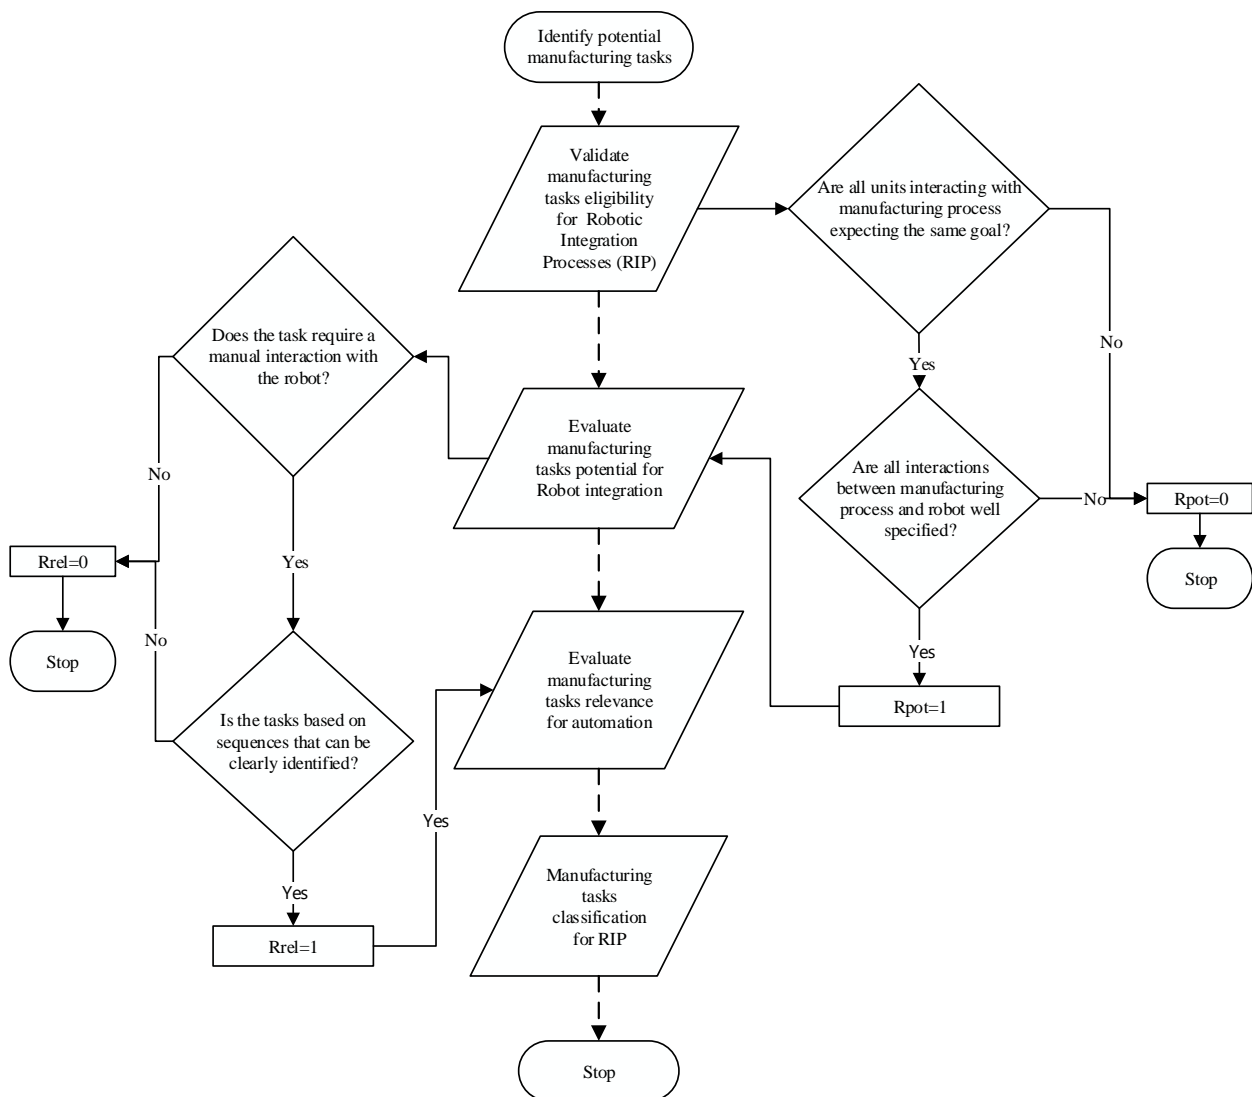 Identify potential
manufacturing tasks
Validate
manufacturing
tasks eligibility
for  Robotic
Integration
Processes (RIP)
Are all units interacting with
manufacturing process
expecting the same goal?
Does the task require a
manual interaction with
the robot?
No
Yes
Evaluate
manufacturing
tasks potential for
Robot integration
Are all interactions
between manufacturing
process and robot well
specified?
No
Rpot=0
Stop
No
Yes
Rrel=0
Stop
No
Yes
Rpot=1
Evaluate
manufacturing
tasks relevance
for automation
Is the tasks based on
sequences that can be
clearly identified?
Yes
Yes
Rrel=1
Manufacturing
tasks
classification
for RIP
Stop